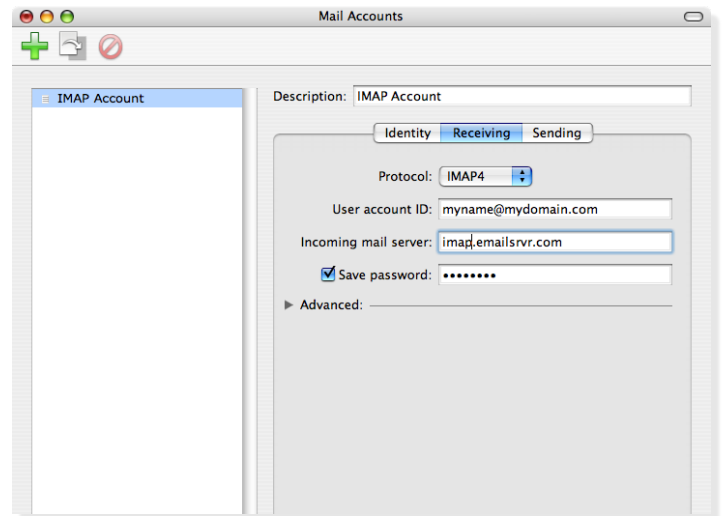 Mail Accounts
IMAP Account
Description: IMAP Account
Identity Receiving Sending
Protocol: IMAP4
User account ID: myname@mydomain.com
Incoming mail server: imap.emailsrvr.com
Save password: ••••••••
Advanced: